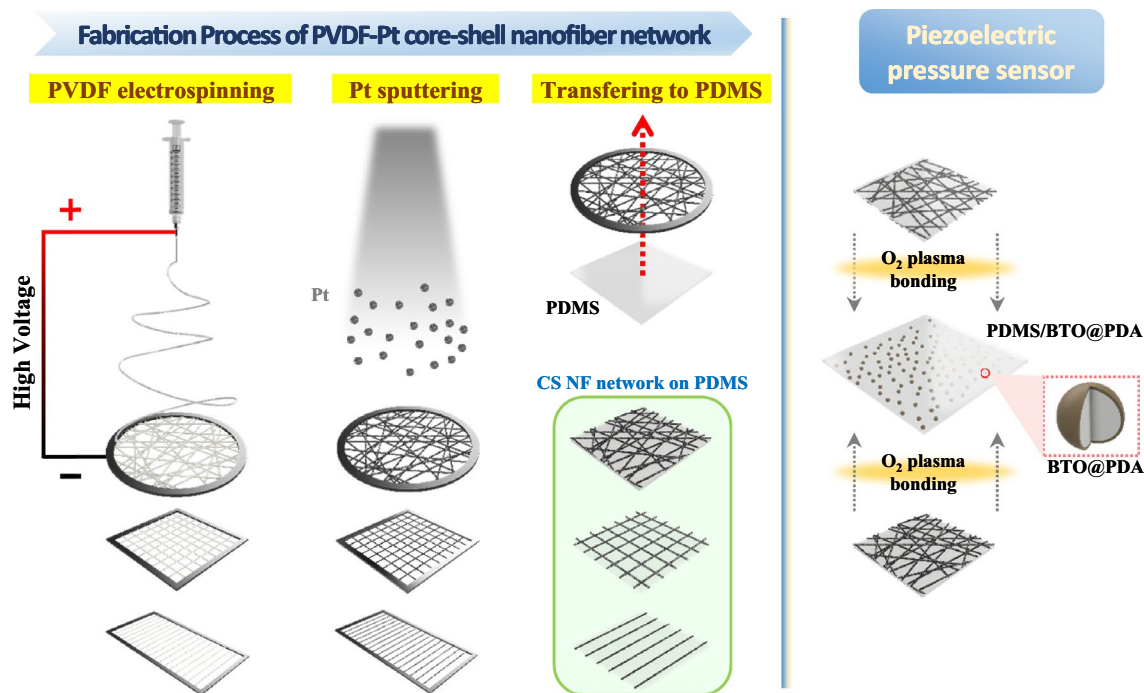 Fabrication Process of PVDF-Pt core-shell nanofiber network
PVDF electrospinning
Pt sputtering
Transfering to PDMS
+
High Voltage
−
Pt
PDMS
CS NF network on PDMS
Piezoelectric
pressure sensor
O₂ plasma
bonding
PDMS/BTO@PDA
BTO@PDA
O₂ plasma
bonding